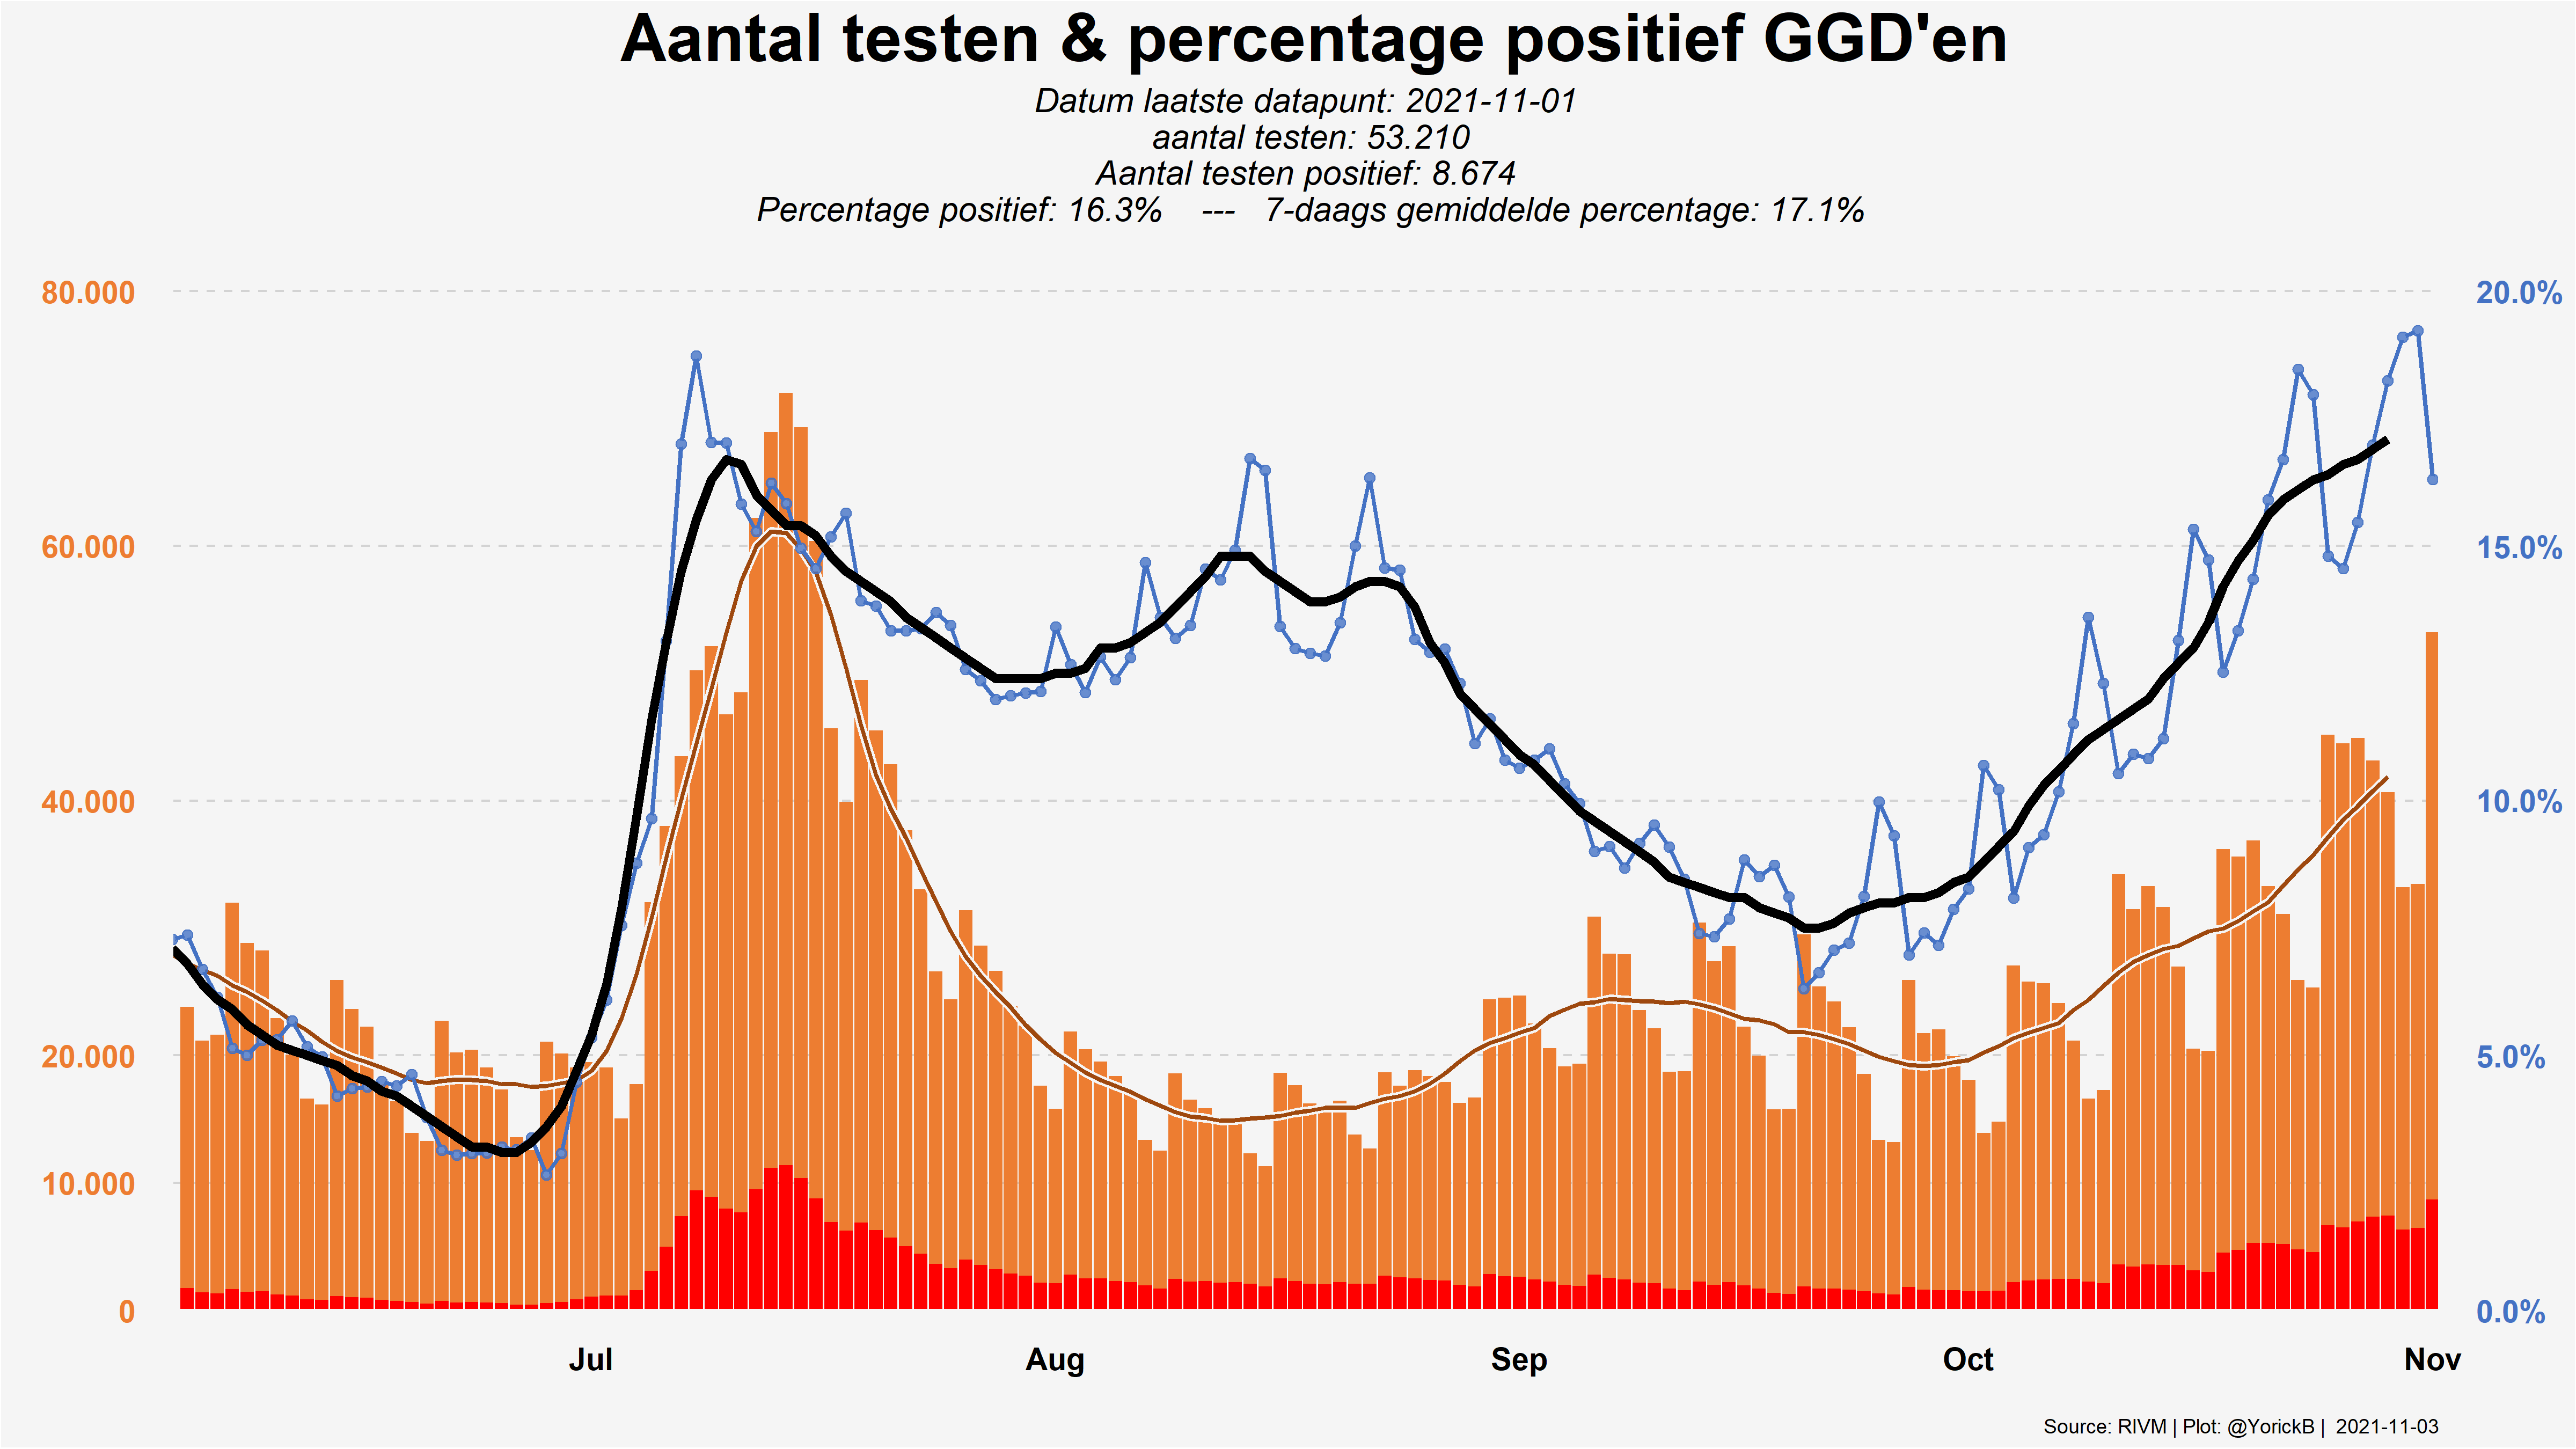 Aantal testen & percentage positief GGD'en
Datum laatste datapunt: 2021-11-01
aantal testen: 53.210
Aantal testen positief: 8.674
Percentage positief: 16.3% --- 7-daags gemiddelde percentage: 17.1%
80.000
20.0%
60.000
15.0%
40.000
10.0%
20.000
5.0%
10.000
0
0.0%
Jul Aug Sep Oct Nov
Source: RIVM | Plot: @YorickB | 2021-11-03